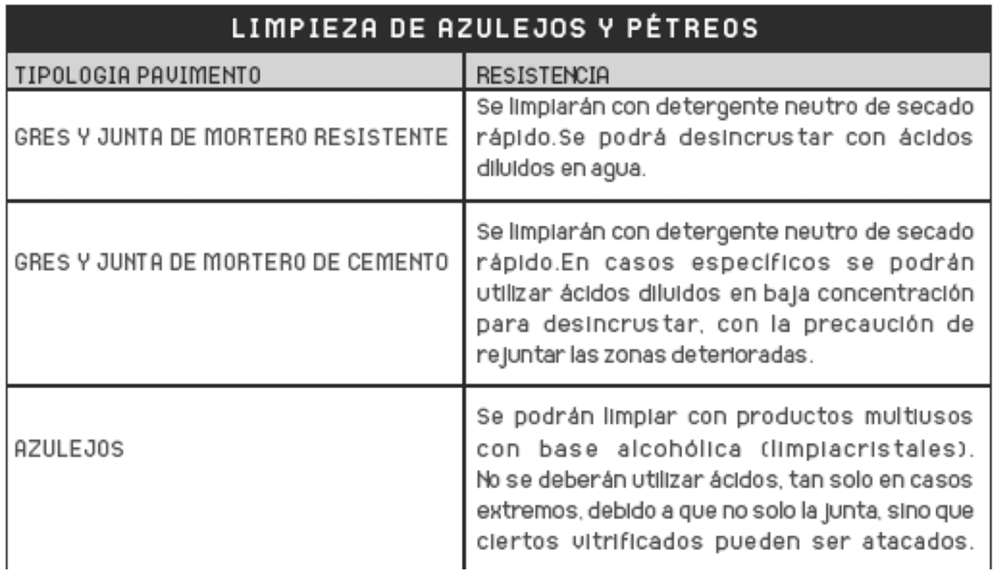 LIMPIEZA DE AZULEJOS Y PÉTREOS
TIPOLOGIA PAVIMENTO
RESISTENCIA
GRES Y JUNTA DE MORTERO RESISTENTE
Se limpiarán con detergente neutro de secado
rápido.Se podrá desincrustar con ácidos
diluidos en agua.
GRES Y JUNTA DE MORTERO DE CEMENTO
Se limpiarán con detergente neutro de secado
rápido.En casos específicos se podrán
utilizar ácidos diluidos en baja concentración
para desincrustar, con la precaución de
rejuntar las zonas deterioradas.
AZULEJOS
Se podrán limpiar con productos multiusos
con base alcohólica (limpiacristales).
No se deberán utilizar ácidos, tan solo en casos
extremos, debido a que no solo la junta, sino que
ciertos vitrificados pueden ser atacados.